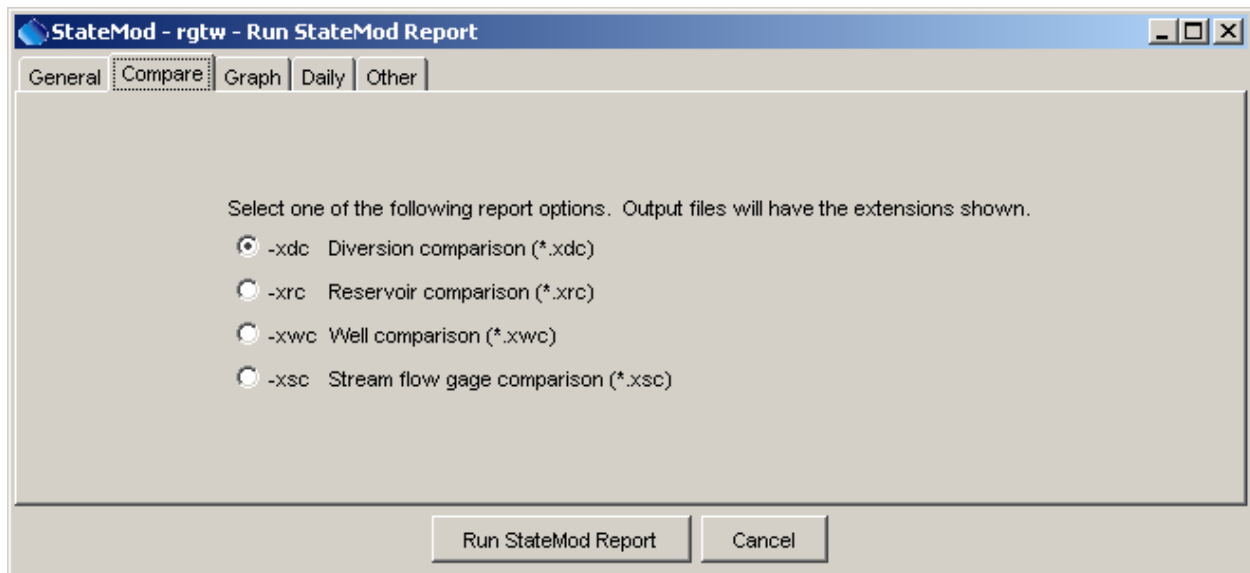 StateMod - rgtw - Run StateMod Report
General Compare Graph Daily Other
Select one of the following report options.  Output files will have the extensions shown.
-xdc Diversion comparison (*.xdc)
-xrc Reservoir comparison (*.xrc)
-xwc Well comparison (*.xwc)
-xsc Stream flow gage comparison (*.xsc)
Run StateMod Report Cancel